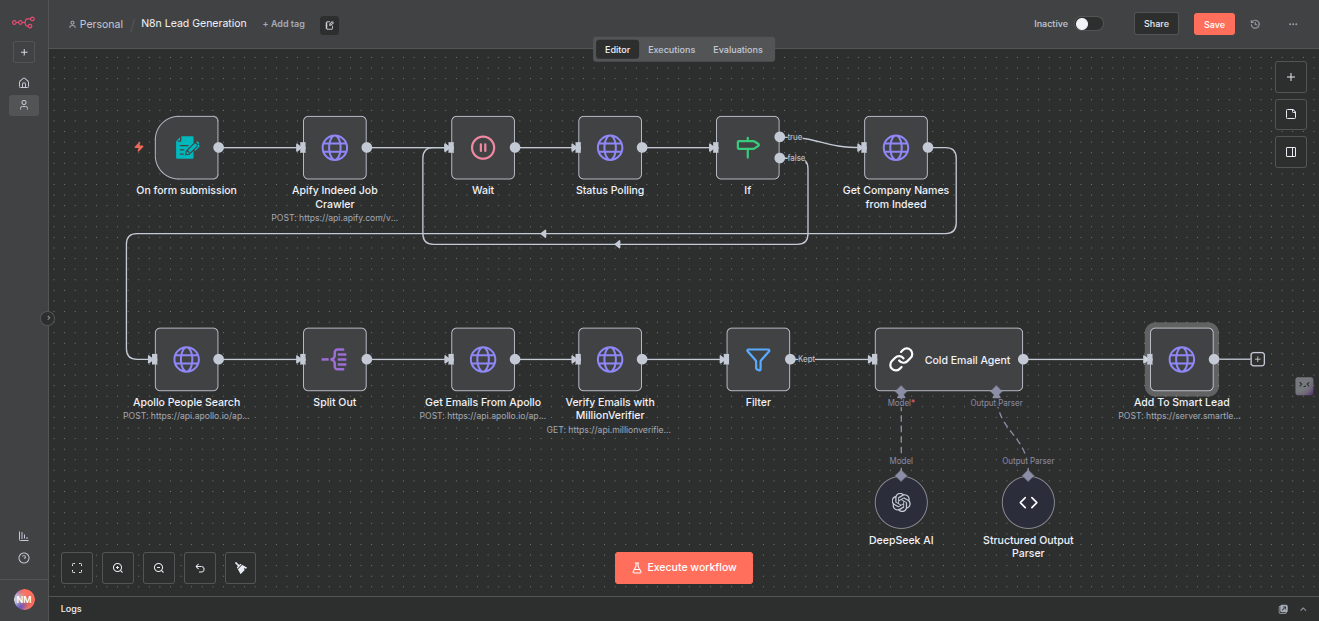 Personal / N8n Lead Generation + Add tag
Inactive Share Save
Editor Executions Evaluations
true
false
On form submission
Apify Indeed Job
Crawler
POST: https://api.apify.com/v...
Wait
Status Polling
If
Get Company Names
from Indeed
Apollo People Search
POST: https://api.apollo.io/ap...
Split Out
Get Emails From Apollo
POST: https://api.apollo.io/ap...
Verify Emails with
MillionVerifier
GET: https://api.millionverifie...
Filter
Kept
Cold Email Agent
Model*
Output Parser
Add To Smart Lead
POST: https://server.smartle...
Model
Output Parser
DeepSeek AI
Structured Output
Parser
Execute workflow
NM
Logs